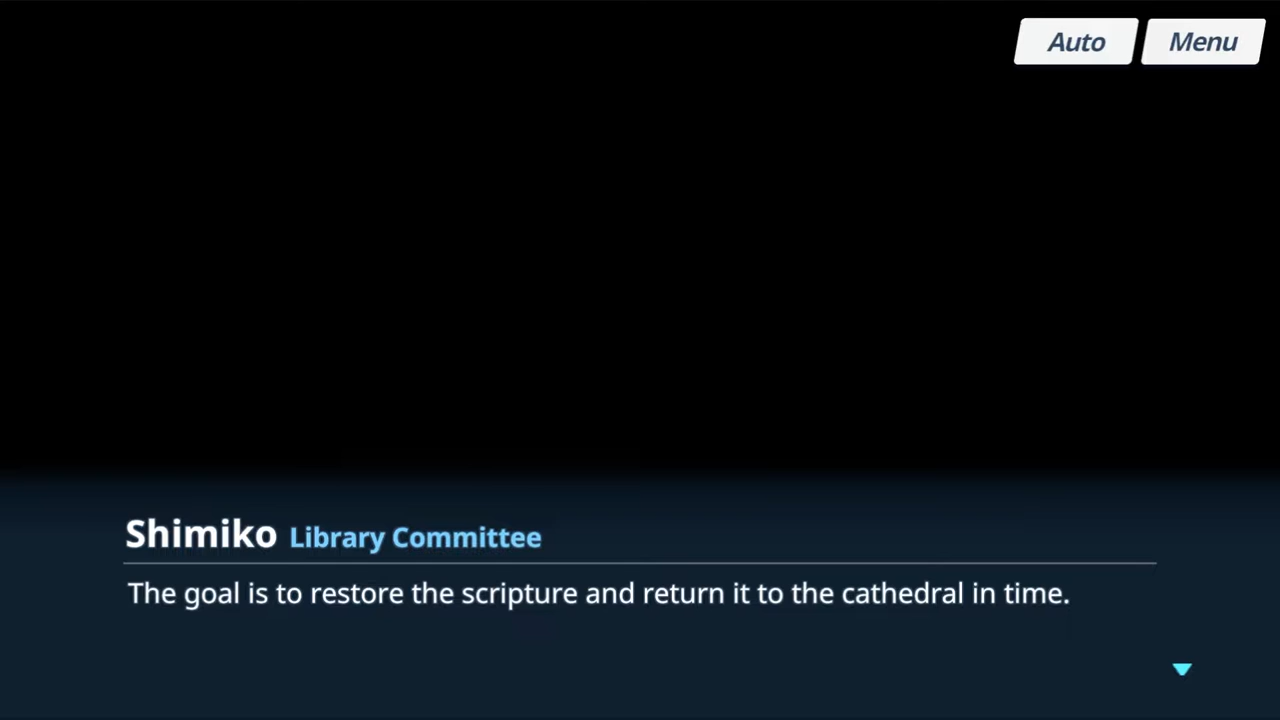 Auto Menu
Shimiko Library Committee
The goal is to restore the scripture and return it to the cathedral in time.